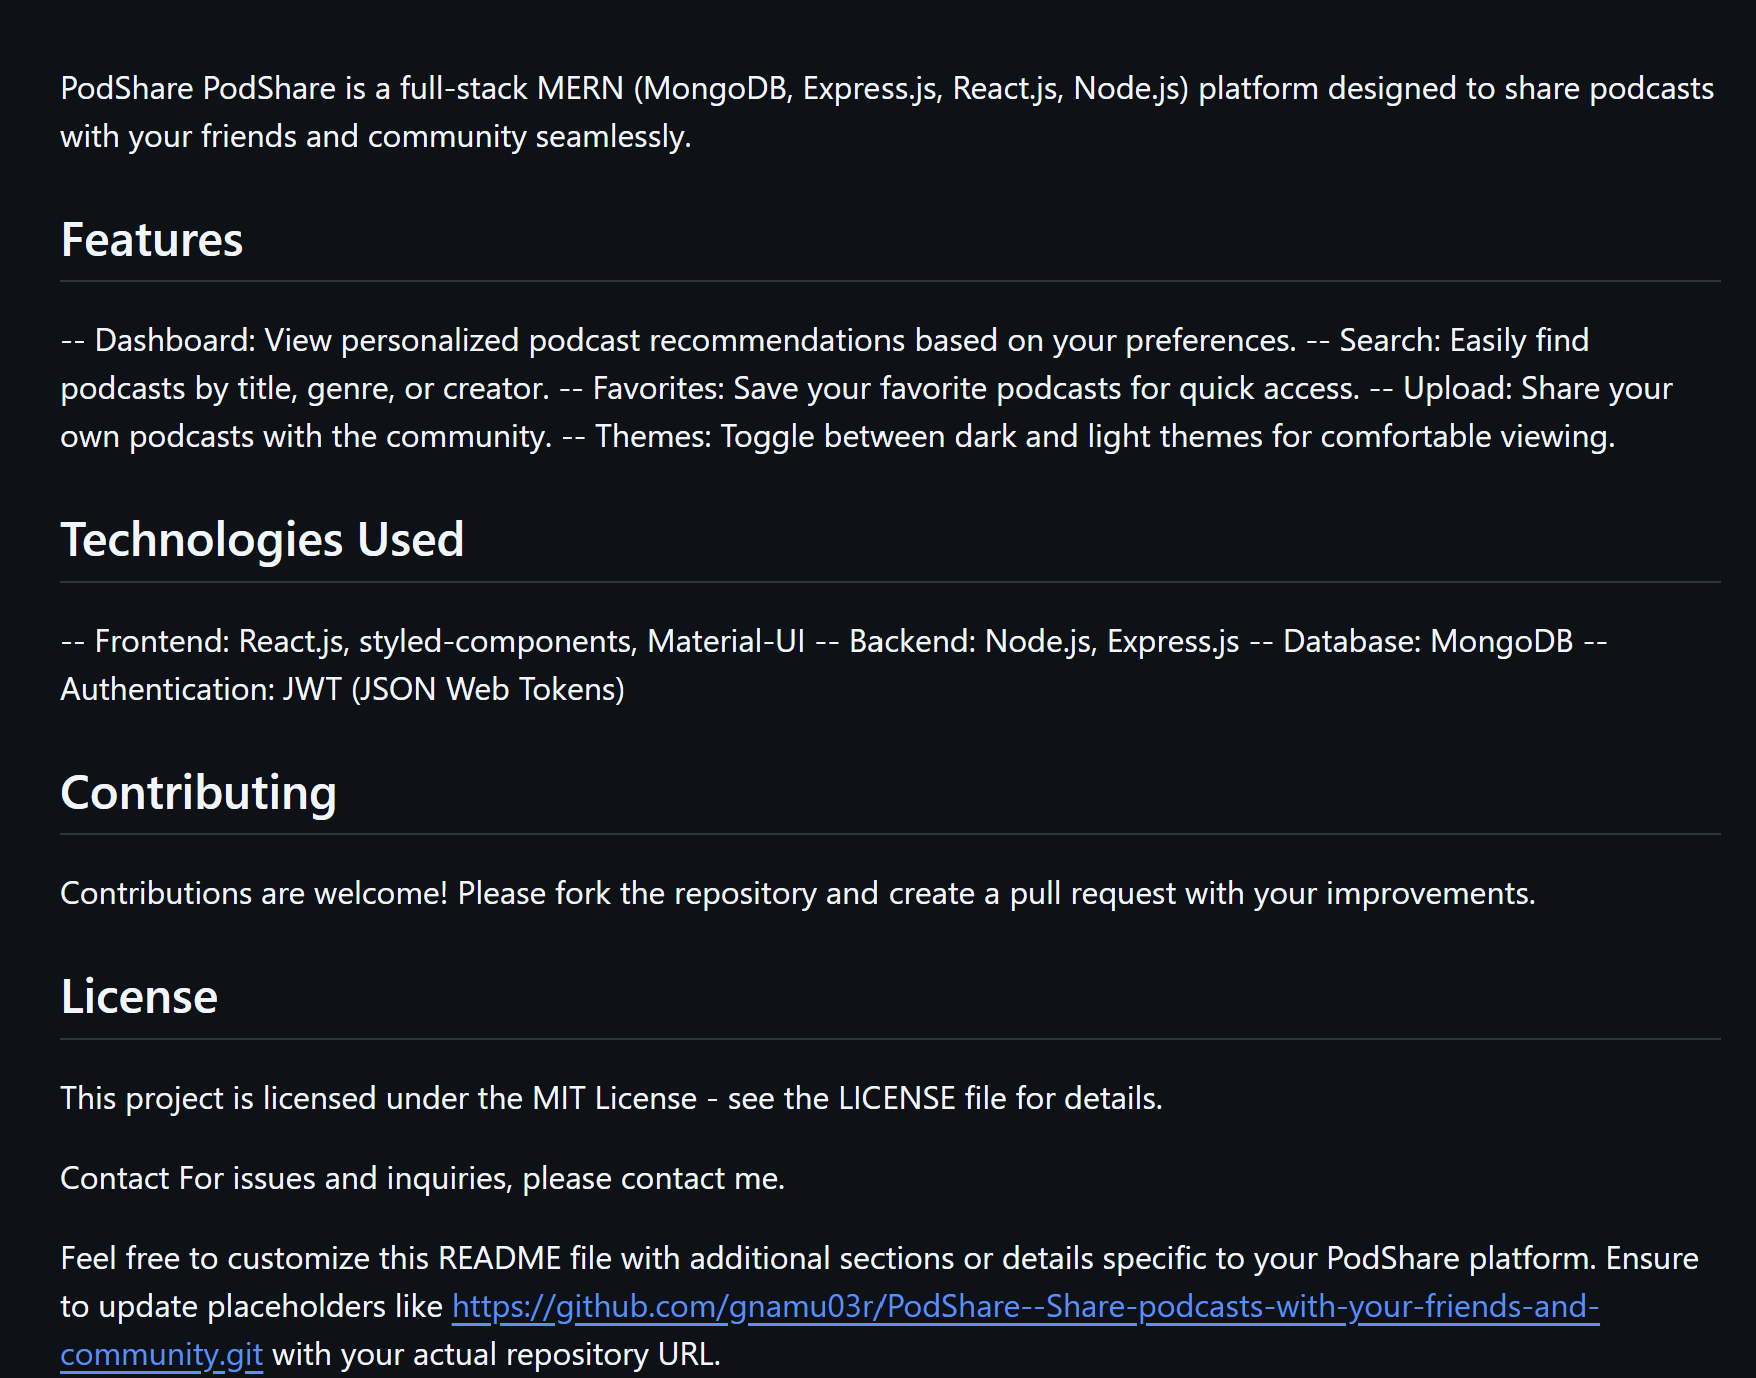 PodShare PodShare is a full-stack MERN (MongoDB, Express.js, React.js, Node.js) platform designed to share podcasts
with your friends and community seamlessly.
Features
-- Dashboard: View personalized podcast recommendations based on your preferences. -- Search: Easily find
podcasts by title, genre, or creator. -- Favorites: Save your favorite podcasts for quick access. -- Upload: Share your
own podcasts with the community. -- Themes: Toggle between dark and light themes for comfortable viewing.
Technologies Used
-- Frontend: React.js, styled-components, Material-UI -- Backend: Node.js, Express.js -- Database: MongoDB --
Authentication: JWT (JSON Web Tokens)
Contributing
Contributions are welcome! Please fork the repository and create a pull request with your improvements.
License
This project is licensed under the MIT License - see the LICENSE file for details.
Contact For issues and inquiries, please contact me.
Feel free to customize this README file with additional sections or details specific to your PodShare platform. Ensure
to update placeholders like https://github.com/gnamu03r/PodShare--Share-podcasts-with-your-friends-and-
community.git with your actual repository URL.